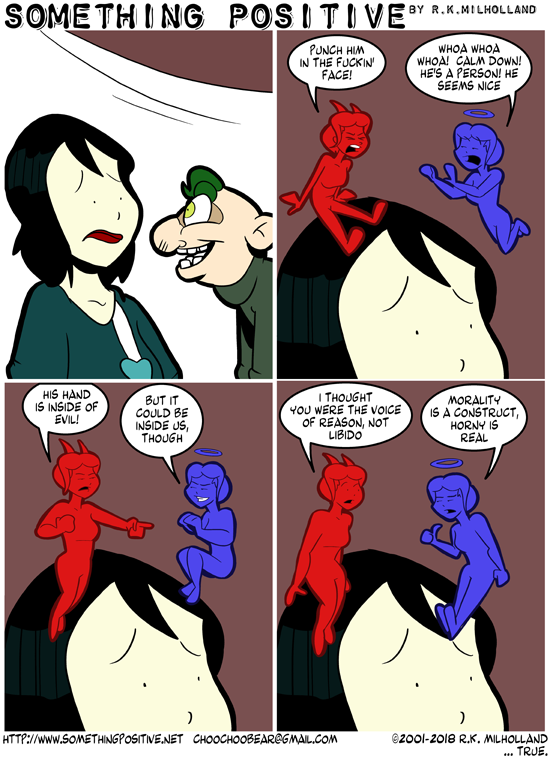 SOMETHING POSITIVE BY R.K.MILHOLLAND
PUNCH HIM
IN THE FUCKIN'
FACE!
WHOA WHOA
WHOA! CALM DOWN!
HE'S A PERSON! HE
SEEMS NICE
HIS HAND
IS INSIDE OF
EVIL!
BUT IT
COULD BE
INSIDE US,
THOUGH
I THOUGHT
YOU WERE THE VOICE
OF REASON, NOT
LIBIDO
MORALITY
IS A CONSTRUCT,
HORNY IS
REAL
HTTP://WWW.SOMETHINGPOSITIVE.NET CHOOCHOOBEAR@GMAIL.COM ©2001-2018 R.K. MILHOLLAND
... TRUE.